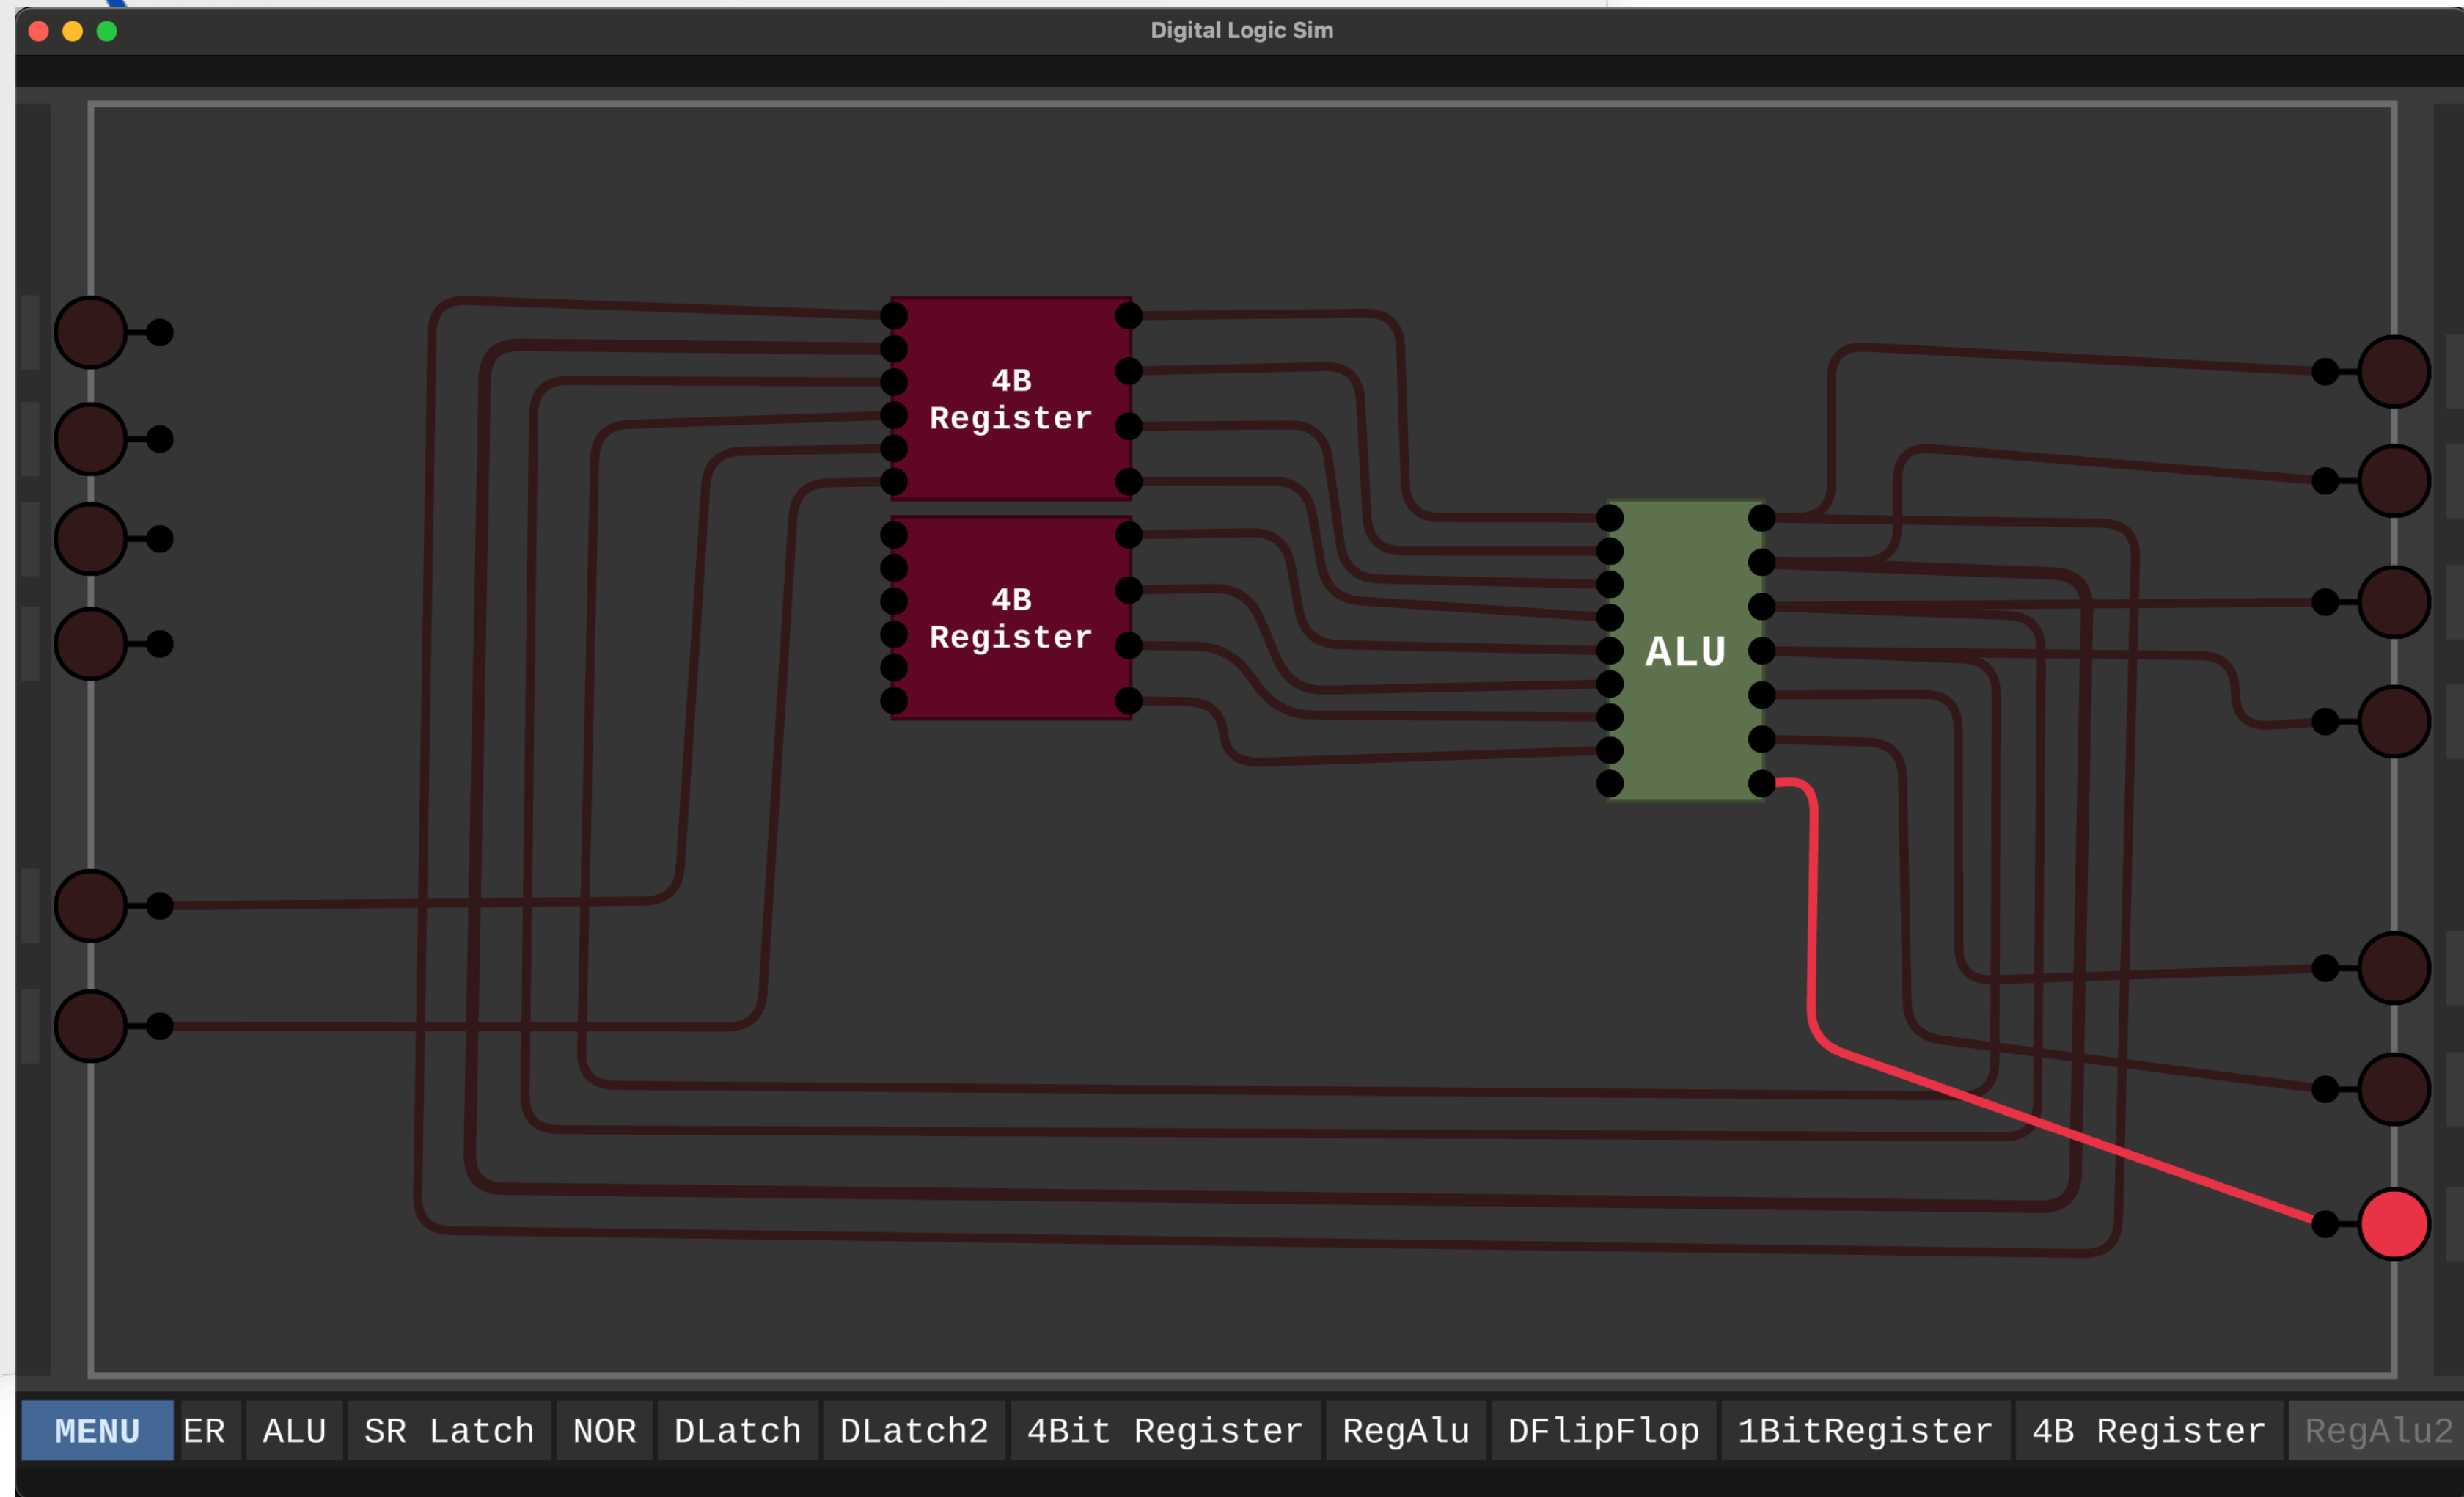 Digital Logic Sim
4B
Register
4B
Register
ALU
MENU
ER
ALU
SR Latch
NOR
DLatch
DLatch2
4Bit Register
RegAlu
DFlipFlop
1BitRegister
4B Register
RegAlu2